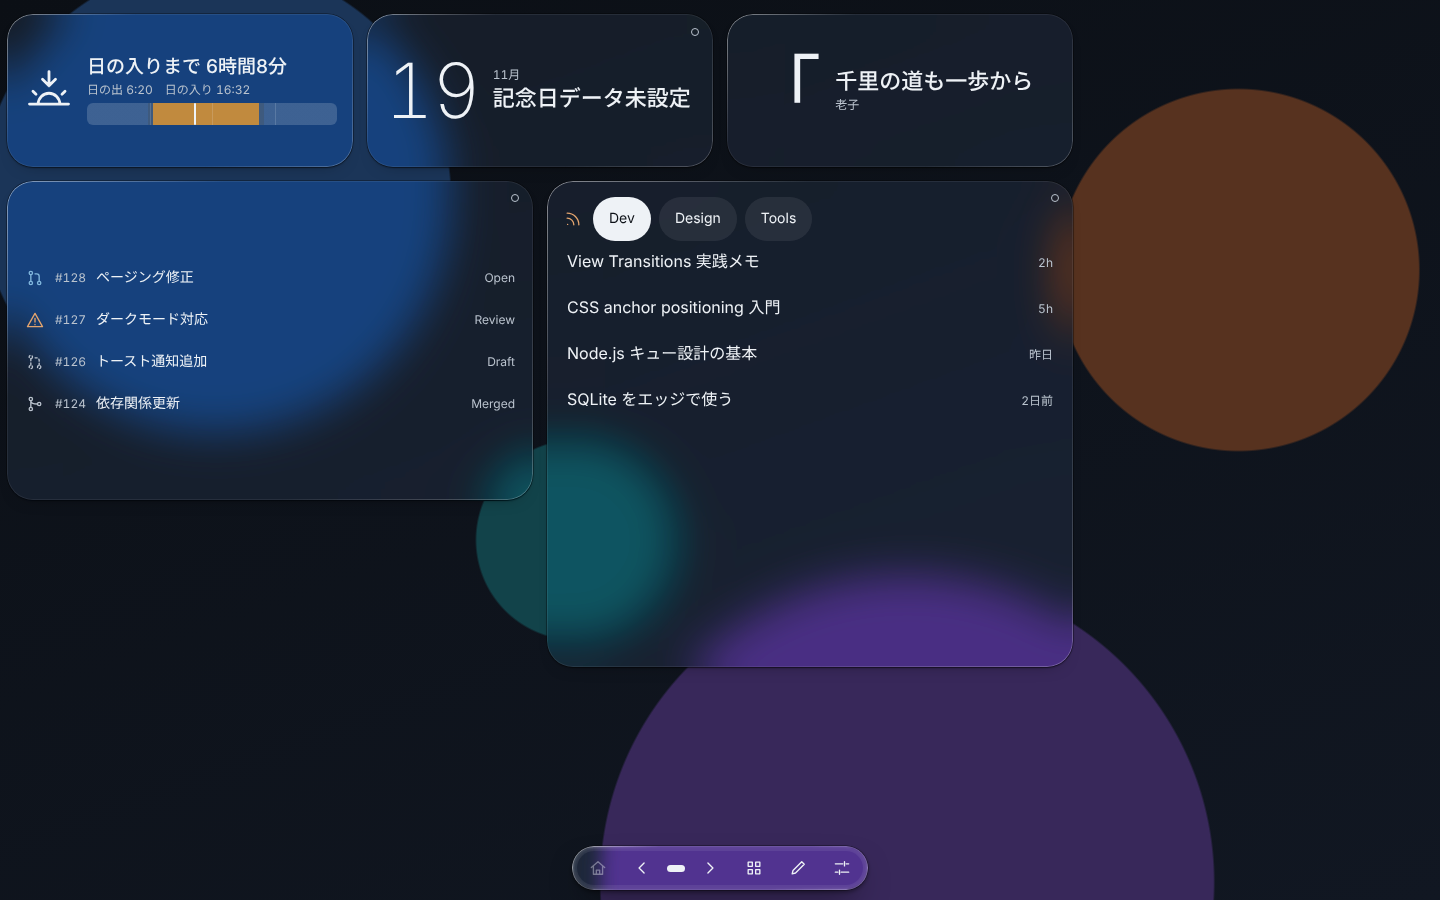 日の入りまで 6時間8分
日の出 6:20 日の入り 16:32
19
11月
記念日データ未設定
「
千里の道も一歩から
老子
#128 ページング修正 Open
#127 ダークモード対応 Review
#126 トースト通知追加 Draft
#124 依存関係更新 Merged
Dev Design Tools
View Transitions 実践メモ 2h
CSS anchor positioning 入門 5h
Node.js キュー設計の基本 昨日
SQLite をエッジで使う 2日前